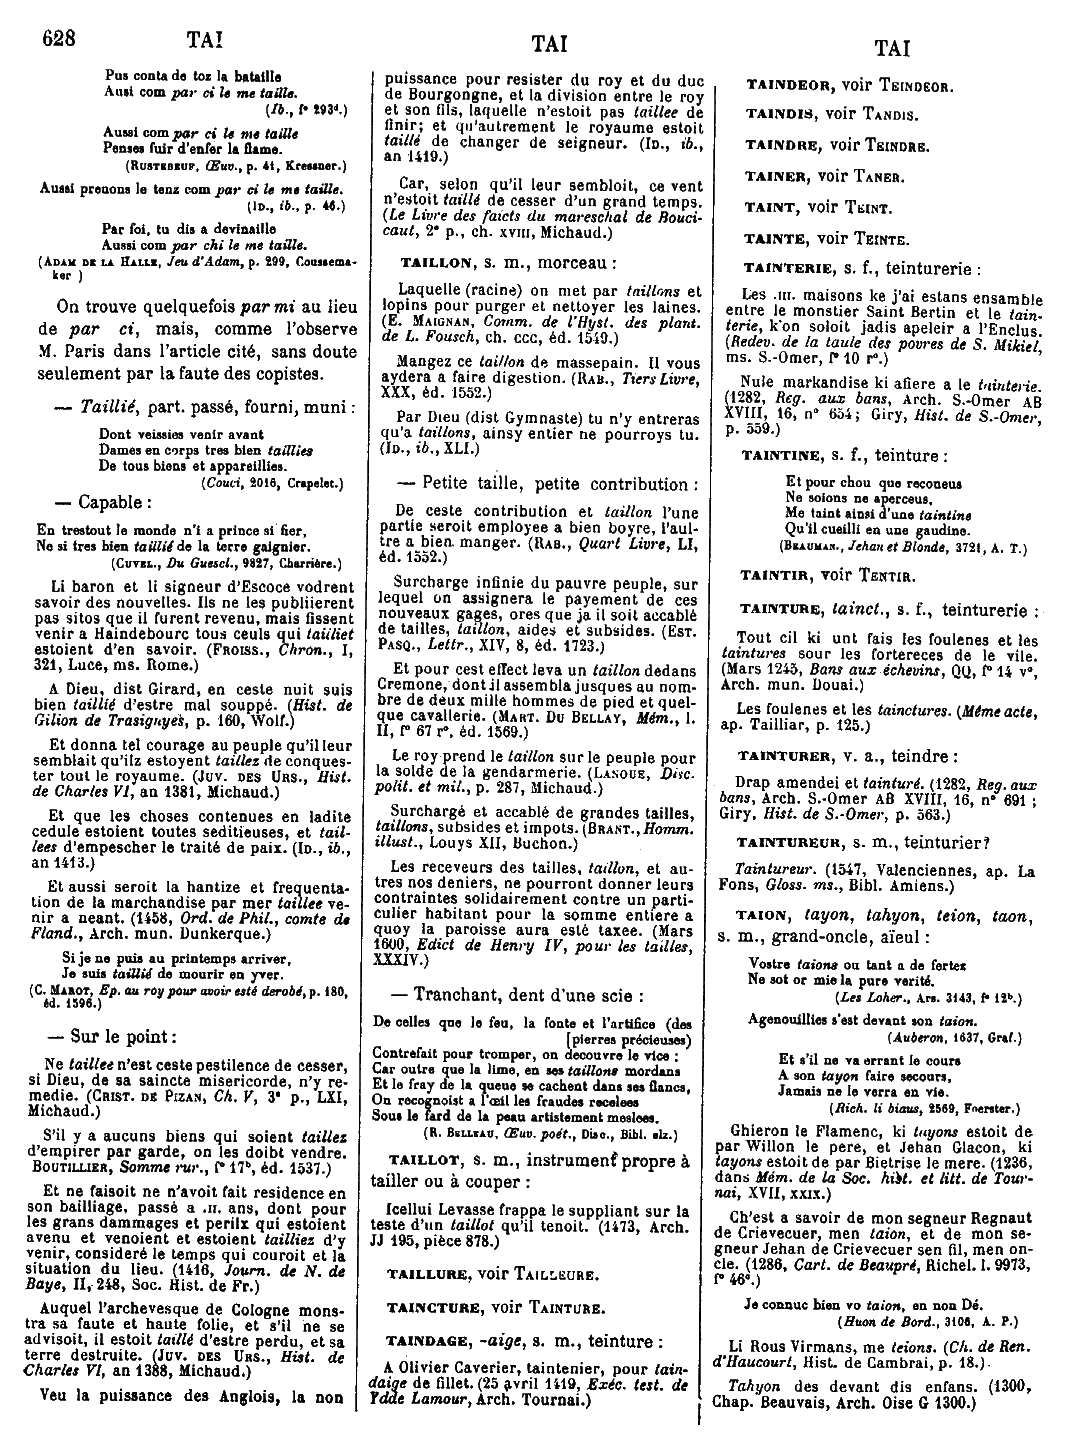 628
TAI
TAI
TAI
Pus conta de toz la bataille
Ausi com par ci le me taille.
(Ib., f° 293d.)
Aussi com par ci le me taille
Penses fuir d'enfer la flame.
(RUSTEBEUF, Œuv., p. 41, Kressner.)
Aussi prenons le tenz com par ci le me taille.
(ID., ib., p. 46.)
Par foi, tu dis a devinaille
Aussi com par chi le me taille.
(ADAM DE LA HALLE, Jeu d'Adam, p. 299, Coussema-
ker )
On trouve quelquefois par mi au lieu
de par ci, mais, comme l'observe
M. Paris dans l'article cité, sans doute
seulement par la faute des copistes.
— Taillié, part. passé, fourni, muni :
Dont veissies venir avant
Dames en corps tres bien taillies
De tous biens et appareillies.
(Couci, 2016, Crapelet.)
— Capable :
En trestout le monde n'i a prince si fier,
Ne si tres bien taillié de la terre gaignier.
(CUVEL., Du Guescl., 9827, Charrière.)
Li baron et li signeur d'Escoce vodrent
savoir des nouvelles. Ils ne les publiierent
pas sitos que il furent revenu, mais fissent
venir a Haindebourc tous ceuls qui tailliet
estoient d'en savoir. (FROISS., Chron., I,
321, Luce, ms. Rome.)
A Dieu, dist Girard, en ceste nuit suis
bien taillié d'estre mal souppé. (Hist. de
Gilion de Trasignyes, p. 160, Wolf.)
Et donna tel courage au peuple qu'il leur
semblait qu'ilz estoyent taillez de conques-
ter tout le royaume. (JUV. DES URS., Hist.
de Charles VI, an 1381, Michaud.)
Et que les choses contenues en ladite
cedule estoient toutes seditieuses, et tail-
lees d'empescher le traité de paix. (ID., ib.,
an 1413.)
Et aussi seroit la hantize et frequenta-
tion de la marchandise par mer taillee ve-
nir a neant. (1458, Ord. de Phil., comte de
Fland., Arch. mun. Dunkerque.)
Si je ne puis au printemps arriver,
Je suis taillié de mourir en yver.
(C. MAROT, Ep. au roy pour avoir esté derobé, p. 180,
éd. 1596.)
— Sur le point :
Ne taillee n'est ceste pestilence de cesser,
si Dieu, de sa saincte misericorde, n'y re-
medie. (CRIST. DE PIZAN, Ch. V, 3° p., LXI,
Michaud.)
S'il y a aucuns biens qui soient taillez
d'empirer par garde, on les doibt vendre.
BOUTILLIER, Somme rur., f° 17b, éd. 1537.)
Et ne faisoit ne n'avoit fait residence en
son bailliage, passé a .II. ans, dont pour
les grans dammages et perilx qui estoient
avenu et venoient et estoient tailliez d'y
venir, consideré le temps qui couroit et la
situation du lieu. (1416, Journ. de N. de
Baye, II, 248, Soc. Hist. de Fr.)
Auquel l'archevesque de Cologne mons-
tra sa faute et haute folie, et s'il ne se
advisoit, il estoit taillé d'estre perdu, et sa
terre destruite. (JUV. DES URS., Hist. de
Charles VI, an 1388, Michaud.)
Veu la puissance des Anglois, la non
puissance pour resister du roy et du duc
de Bourgongne, et la division entre le roy
et son fils, laquelle n'estoit pas taillee de
finir; et qu'autrement le royaume estoit
taillé de changer de seigneur. (ID., ib.,
an 1419.)
Car, selon qu'il leur sembloit, ce vent
n'estoit taillé de cesser d'un grand temps.
(Le Livre des faicts du mareschal de Bouci-
caut, 2° p., ch. XVIII, Michaud.)
TAILLON, s. m., morceau :
Laquelle (racine) on met par taillons et
lopins pour purger et nettoyer les laines.
(E. MAIGNAN, Comm. de l'Hyst. des plant.
de L. Fousch, ch. CCC, éd. 1549.)
Mangez ce taillon de massepain. Il vous
aydera a faire digestion. (RAB., Tiers Livre,
XXX, éd. 1552.)
Par Dieu (dist Gymnaste) tu n'y entreras
qu'a taillons, ainsy entier ne pourroys tu.
(ID., ib., XLI.)
— Petite taille, petite contribution :
De ceste contribution et taillon l'une
partie seroit employee a bien boyre, l'aul-
tre a bien manger. (RAB., Quart Livre, LI,
éd. 1552.)
Surcharge infinie du pauvre peuple, sur
lequel on assignera le payement de ces
nouveaux gages, ores que ja il soit accablé
de tailles, taillon, aides et subsides. (EST.
PASQ., Lettr., XIV, 8, éd. 1723.)
Et pour cest effect leva un taillon dedans
Cremone, dont il assembla jusques au nom-
bre de deux mille hommes de pied et quel-
que cavallerie. (MART. DU BELLAY, Mém., l.
II, f° 67 r°, éd. 1569.)
Le roy prend le taillon sur le peuple pour
la solde de la gendarmerie. (LANOUE, Disc.
polit. et mil., p. 287, Michaud.)
Surchargé et accablé de grandes tailles,
taillons, subsides et impots. (BRANT., Homm.
illust., Louys XII, Buchon.)
Les receveurs des tailles, taillon, et au-
tres nos deniers, ne pourront donner leurs
contraintes solidairement contre un parti-
culier habitant pour la somme entiere a
quoy la paroisse aura esté taxee. (Mars
1600, Edict de Henry IV, pour les tailles,
XXXIV.)
— Tranchant, dent d'une scie :
De celles que le feu, la fonte et l'artifice (des
[pierres précieuses)
Contrefait pour tromper, on decouvre le vice :
Car outre que la lime, en ses taillons mordans
Et le fray de la queue se cachent dans ses flancs,
On recognoist a l'œil les fraudes recelees
Sous le fard de la peau artistement meslees.
(R. BELLEAU, Œuv. poét., Disc., Bibl. elz.)
TAILLOT, s. m., instrument propre à
tailler ou à couper :
Icellui Levasse frappa le suppliant sur la
teste d'un taillot qu'il tenoit. (1473, Arch.
JJ 195, pièce 878.)
TAILLURE, voir TAILLEURE.
TAINCTURE, voir TAINTURE.
TAINDAGE, -aige, s. m., teinture :
A Olivier Caverier, taintenier, pour tain-
daige de fillet. (25 avril 1419, Exéc. test. de
Ydde Lamour, Arch. Tournai.)
TAINDEOR, voir TEINDEOR.
TAINDIS, voir TANDIS.
TAINDRE, voir TEINDRE.
TAINER, voir TANER.
TAINT, voir TEINT.
TAINTE, voir TEINTE.
TAINTERIE, s. f., teinturerie :
Les .III. maisons ke j'ai estans ensamble
entre le monstier Saint Bertin et le tain-
terie, k'on soloit jadis apeleir a l'Enclus.
(Redev. de la taule des povres de S. Mikiel,
ms. S.-Omer, f° 10 r°.)
Nule markandise ki afiere a le tainterie.
(1282, Reg. aux bans, Arch. S.-Omer AB
XVIII, 16, n° 654; Giry, Hist. de S.-Omer,
p. 559.)
TAINTINE, s. f., teinture :
Et pour chou que reconeus
Ne soions ne aperceus,
Me taint ainsi d'une taintine
Qu'il cueilli en une gaudine.
(BEAUMAN., Jehan et Blonde, 3721, A. T.)
TAINTIR, voir TENTIR.
TAINTURE, tainct., s. f., teinturerie :
Tout cil ki unt fais les foulenes et les
taintures sour les fortereces de le vile.
(Mars 1245, Bans aux échevins, QQ, f° 14 v°,
Arch. mun. Douai.)
Les foulenes et les tainctures. (Même acte,
ap. Tailliar, p. 125.)
TAINTURER, v. a., teindre :
Drap amendei et tainturé. (1282, Reg. aux
bans, Arch. S.-Omer AB XVIII, 16, n° 691 ;
Giry, Hist. de S.-Omer, p. 563.)
TAINTUREUR, s. m., teinturier?
Taintureur. (1547, Valenciennes, ap. La
Fons, Gloss. ms., Bibl. Amiens.)
TAION, tayon, tahyon, teion, taon,
s. m., grand-oncle, aïeul :
Vostre taions ou tant a de fertez
Ne sot or mie la pure verité.
(Les Loher., Ars. 3143, f° 12b.)
Agenouillies s'est devant son taion.
(Auberon, 1637, Graf.)
Et s'il ne va errant le cours
A son tayon faire secours,
Jamais ne le verra en vie.
(Rich. li biaus, 2569, Foerster.)
Ghieron le Flamenc, ki tayons estoit de
par Willon le pere, et Jehan Glacon, ki
tayons estoit de par Bietrise le mere. (1236,
dans Mém. de la Soc. hist. et litt. de Tour-
nai, XVII, XXIX.)
Ch'est a savoir de mon segneur Regnaut
de Crievecuer, men taion, et de mon se-
gneur Jehan de Crievecuer sen fil, men on-
cle. (1286, Cart. de Beaupré, Richel. l. 9973,
f° 46a.)
Je connuc bien vo taion, en non Dé.
(Huon de Bord., 3106, A. P.)
Li Rous Virmans, me teions. (Ch. de Ren.
d'Haucourt, Hist. de Cambrai, p. 18.)
Tahyon des devant dis enfans. (1300,
Chap. Beauvais, Arch. Oise G 1300.)